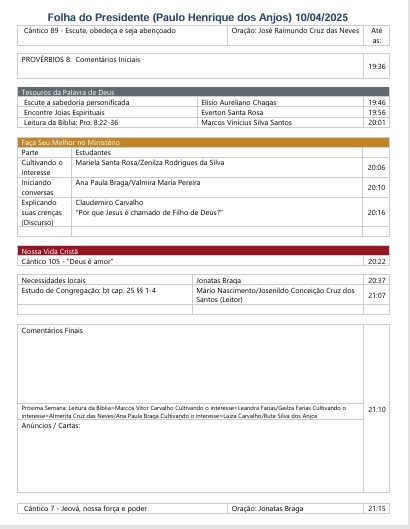 Folha do Presidente (Paulo Henrique dos Anjos) 10/04/2025
Cântico 89 - Escute, obedeça e seja abençoado
Oração: José Raimundo Cruz das Neves
Até
as:
PROVÉRBIOS 8: Comentários Iniciais
19:36
Tesouros da Palavra de Deus
Escute a sabedoria personificada
Elísio Aureliano Chagas
19:46
Encontre Joias Espirituais
Everton Santa Rosa
19:56
Leitura da Bíblia: Pro. 8:22-36
Marcos Vinícius Silva Santos
20:01
Faça Seu Melhor no Ministério
Parte
Estudantes
Cultivando o
interesse
Mariela Santa Rosa/Zenilza Rodrigues da Silva
20:06
Iniciando
conversas
Ana Paula Braga/Valmira Maria Pereira
20:10
Explicando
suas crenças
(Discurso)
Claudemiro Carvalho
"Por que Jesus é chamado de Filho de Deus?"
20:16
Nossa Vida Cristã
Cântico 105 - "Deus é amor"
20:22
Necessidades locais
Jonatas Braga
20:37
Estudo de Congregação: bt cap. 25 §§ 1-4
Mário Nascimento/Josenildo Conceição Cruz dos
Santos (Leitor)
21:07
Comentários Finais
21:10
Próxima Semana: Leitura da Bíblia=Marcos Vitor Carvalho Cultivando o interesse=Leandra Farias/Geilza Farias Cultivando o
interesse=Almerita Cruz das Neves/Ana Paula Braga Cultivando o interesse=Laiza Carvalho/Rute Silva dos Anjos
Anúncios / Cartas:
Cântico 7 - Jeová, nossa força e poder
Oração: Jonatas Braga
21:15